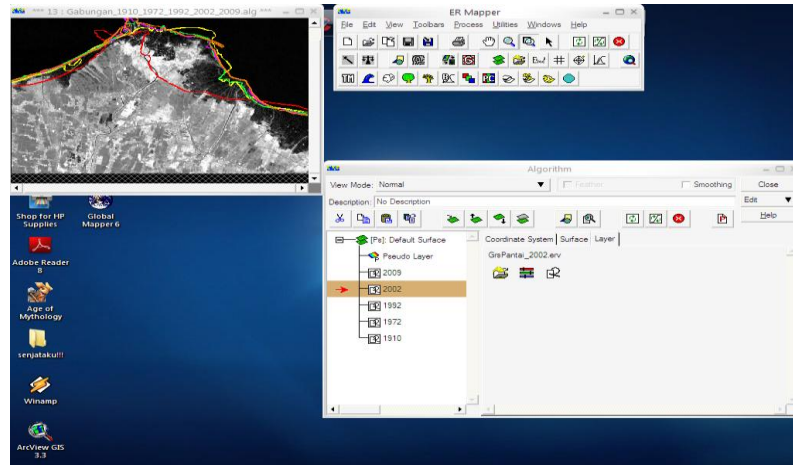 *** 13 : Gabungan_1910_1972_1992_2002_2009.alg ***
ER Mapper
File Edit View Toolbars Process Utilities Windows Help
Algorithm
View Mode: Normal
Feather
Smoothing
Close
Description: No Description
Edit
Help
[Ps]: Default Surface
Pseudo Layer
2009
2002
1992
1972
1910
Coordinate System Surface Layer
GrsPantai_2002.erv
Shop for HP
Supplies
Global
Mapper 6
Adobe Reader
8
Age of
Mythology
senjataku!!!
Winamp
ArcView GIS
3.3